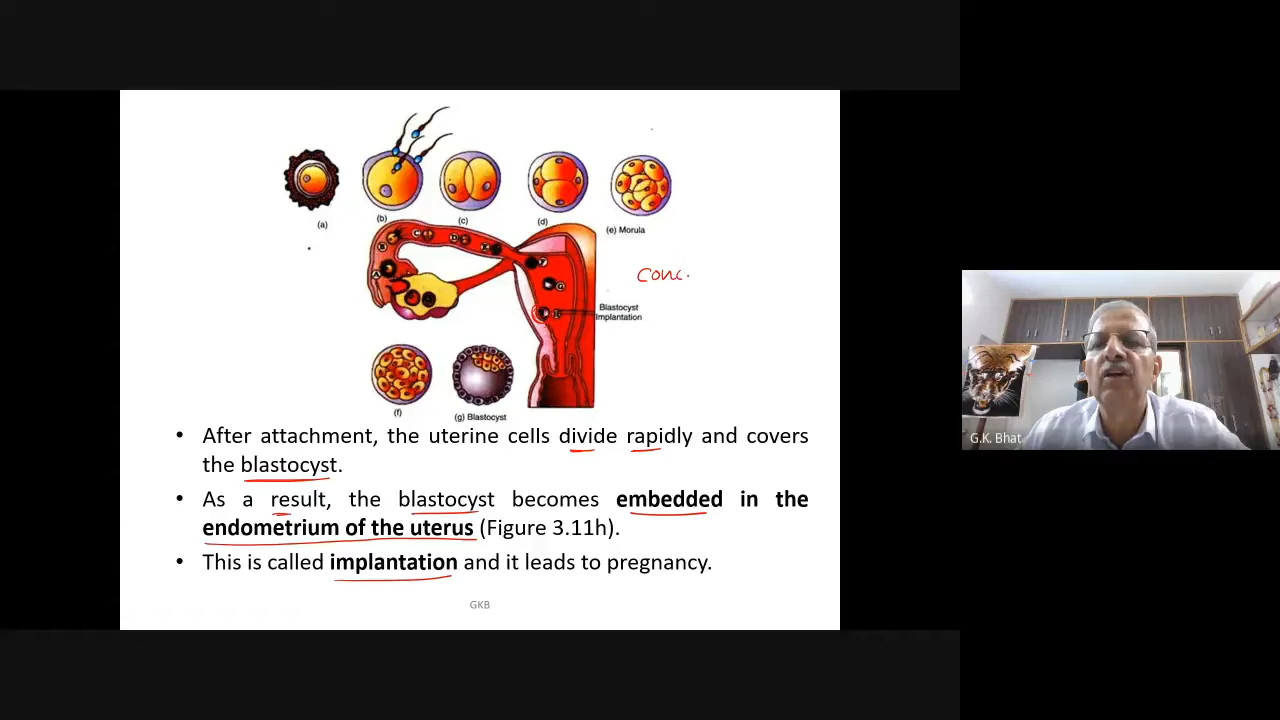 (a)
(b)
(c)
(d)
(e) Morula
A
B
C
D
E
F
G
conc.
Blastocyst
Implantation
(f)
(g) Blastocyst
• After attachment, the uterine cells divide rapidly and covers
the blastocyst.
• As a result, the blastocyst becomes embedded in the
endometrium of the uterus (Figure 3.11h).
• This is called implantation and it leads to pregnancy.
GKB
G.K. Bhat